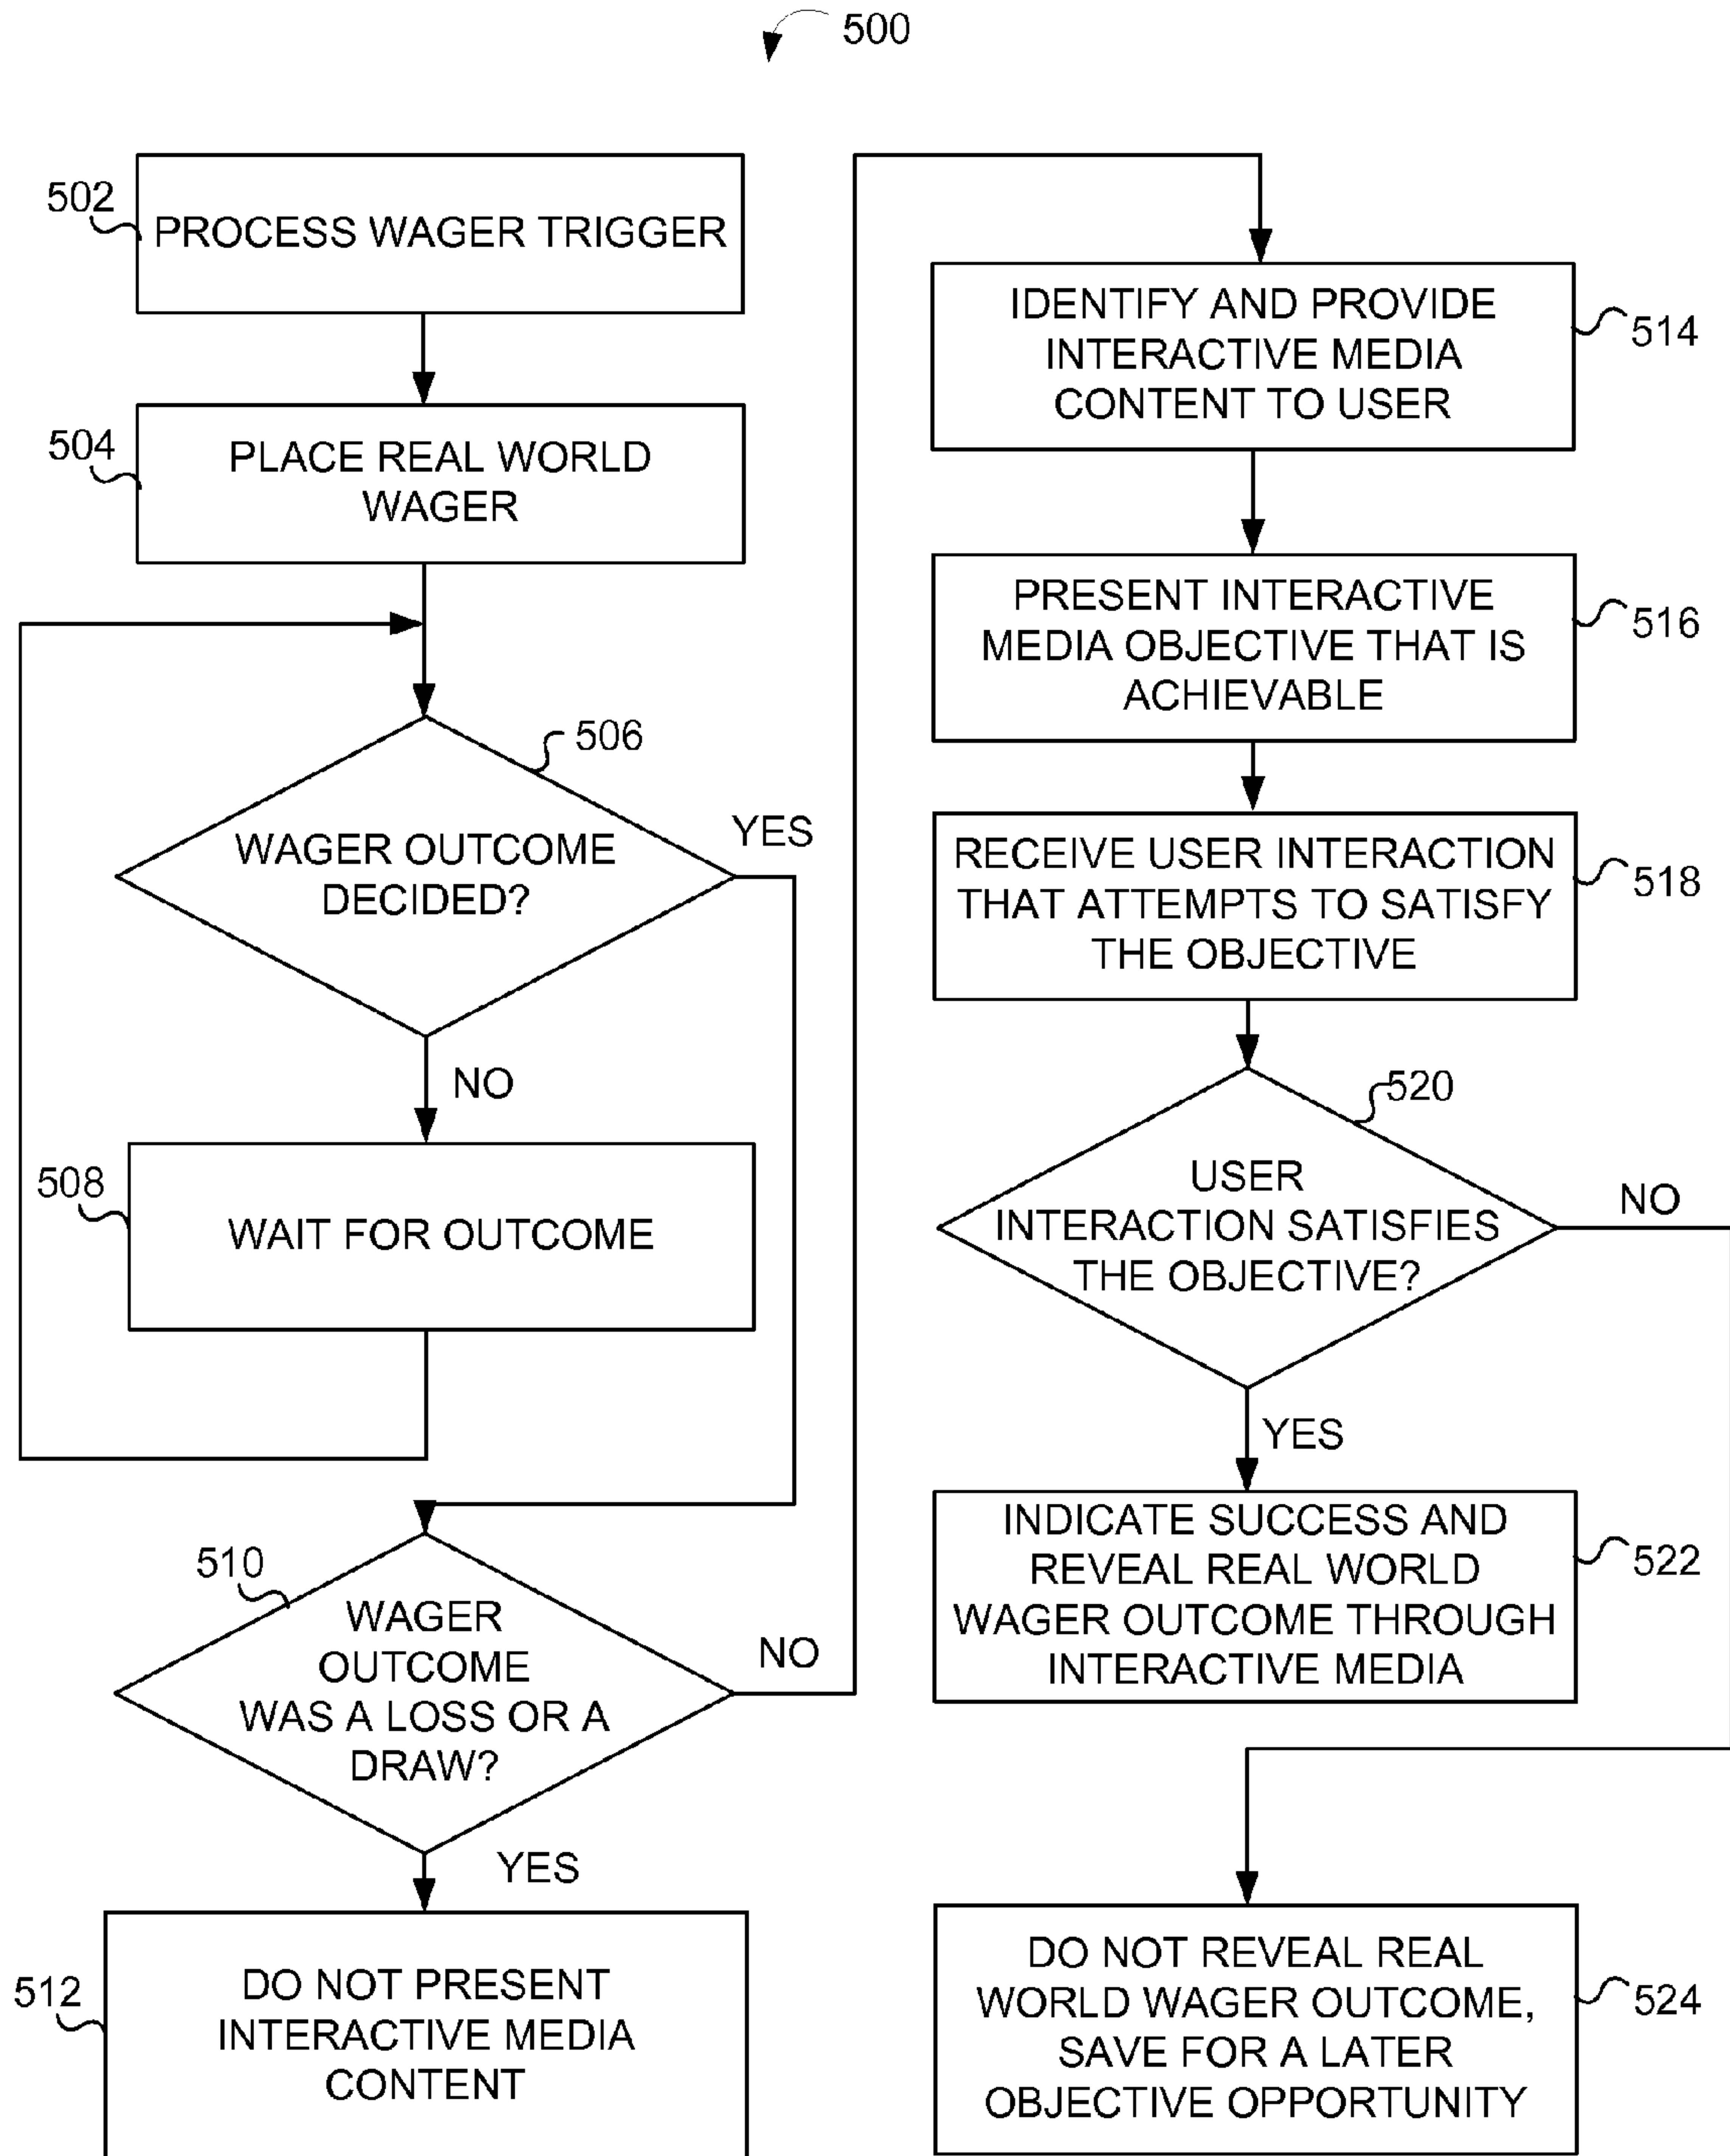 500
502
PROCESS WAGER TRIGGER
504
PLACE REAL WORLD
WAGER
506
WAGER OUTCOME
DECIDED?
YES
NO
508
WAIT FOR OUTCOME
510
WAGER
OUTCOME
WAS A LOSS OR A
DRAW?
NO
YES
512
DO NOT PRESENT
INTERACTIVE MEDIA
CONTENT
IDENTIFY AND PROVIDE
INTERACTIVE MEDIA
CONTENT TO USER
514
PRESENT INTERACTIVE
MEDIA OBJECTIVE THAT IS
ACHIEVABLE
516
RECEIVE USER INTERACTION
THAT ATTEMPTS TO SATISFY
THE OBJECTIVE
518
520
USER
INTERACTION SATISFIES
THE OBJECTIVE?
NO
YES
INDICATE SUCCESS AND
REVEAL REAL WORLD
WAGER OUTCOME THROUGH
INTERACTIVE MEDIA
522
DO NOT REVEAL REAL
WORLD WAGER OUTCOME,
SAVE FOR A LATER
OBJECTIVE OPPORTUNITY
524